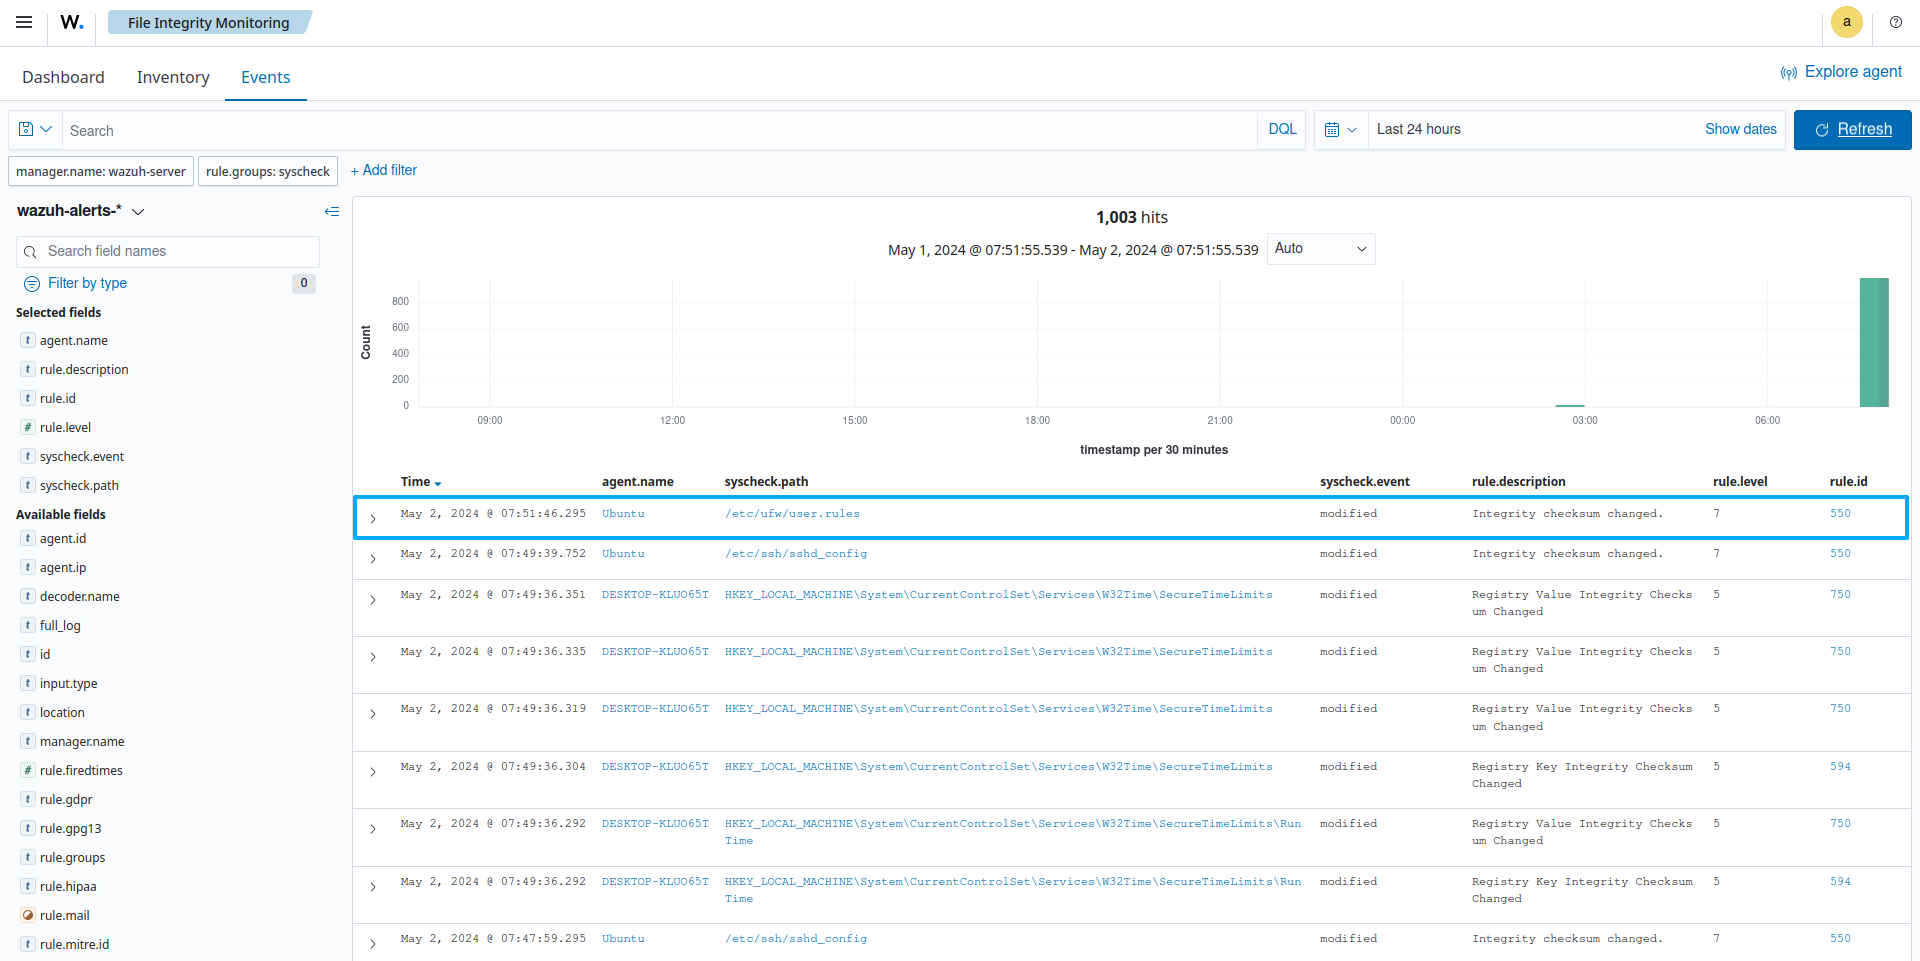 W.
File Integrity Monitoring
a
Dashboard
Inventory
Events
Explore agent
Search
DQL
Last 24 hours
Show dates
Refresh
manager.name: wazuh-server
rule.groups: syscheck
+ Add filter
wazuh-alerts-*
Search field names
Filter by type
0
Selected fields
t agent.name
t rule.description
t rule.id
# rule.level
t syscheck.event
t syscheck.path
Available fields
t agent.id
t agent.ip
t decoder.name
t full_log
t id
t input.type
t location
t manager.name
# rule.firedtimes
t rule.gdpr
t rule.gpg13
t rule.groups
t rule.hipaa
rule.mail
t rule.mitre.id
1,003 hits
May 1, 2024 @ 07:51:55.539 - May 2, 2024 @ 07:51:55.539
Auto
Count
800
600
400
200
0
09:00 12:00 15:00 18:00 21:00 00:00 03:00 06:00
timestamp per 30 minutes
Time agent.name syscheck.path syscheck.event rule.description rule.level rule.id
May 2, 2024 @ 07:51:46.295 Ubuntu /etc/ufw/user.rules modified Integrity checksum changed. 7 550
May 2, 2024 @ 07:49:39.752 Ubuntu /etc/ssh/sshd_config modified Integrity checksum changed. 7 550
May 2, 2024 @ 07:49:36.351 DESKTOP-KLUO65T HKEY_LOCAL_MACHINE\System\CurrentControlSet\Services\W32Time\SecureTimeLimits modified Registry Value Integrity Checks 5 750
um Changed
May 2, 2024 @ 07:49:36.335 DESKTOP-KLUO65T HKEY_LOCAL_MACHINE\System\CurrentControlSet\Services\W32Time\SecureTimeLimits modified Registry Value Integrity Checks 5 750
um Changed
May 2, 2024 @ 07:49:36.319 DESKTOP-KLUO65T HKEY_LOCAL_MACHINE\System\CurrentControlSet\Services\W32Time\SecureTimeLimits modified Registry Value Integrity Checks 5 750
um Changed
May 2, 2024 @ 07:49:36.304 DESKTOP-KLUO65T HKEY_LOCAL_MACHINE\System\CurrentControlSet\Services\W32Time\SecureTimeLimits modified Registry Key Integrity Checksum 5 594
Changed
May 2, 2024 @ 07:49:36.292 DESKTOP-KLUO65T HKEY_LOCAL_MACHINE\System\CurrentControlSet\Services\W32Time\SecureTimeLimits\Run modified Registry Value Integrity Checks 5 750
Time um Changed
May 2, 2024 @ 07:49:36.292 DESKTOP-KLUO65T HKEY_LOCAL_MACHINE\System\CurrentControlSet\Services\W32Time\SecureTimeLimits\Run modified Registry Key Integrity Checksum 5 594
Time Changed
May 2, 2024 @ 07:47:59.295 Ubuntu /etc/ssh/sshd_config modified Integrity checksum changed. 7 550